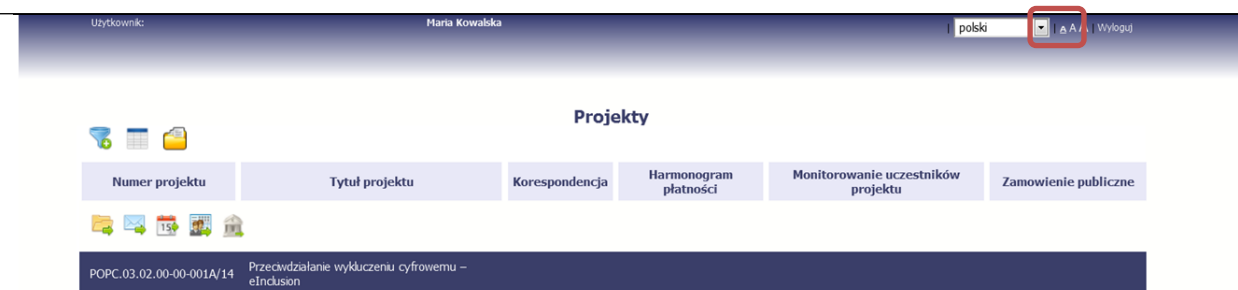 Użytkownik: Maria Kowalska | polski | A A A | Wyloguj
Projekty
Numer projektu Tytuł projektu Korespondencja Harmonogram płatności Monitorowanie uczestników projektu Zamowienie publiczne
15
POPC.03.02.00-00-001A/14 Przeciwdziałanie wykluczeniu cyfrowemu –
eInclusion